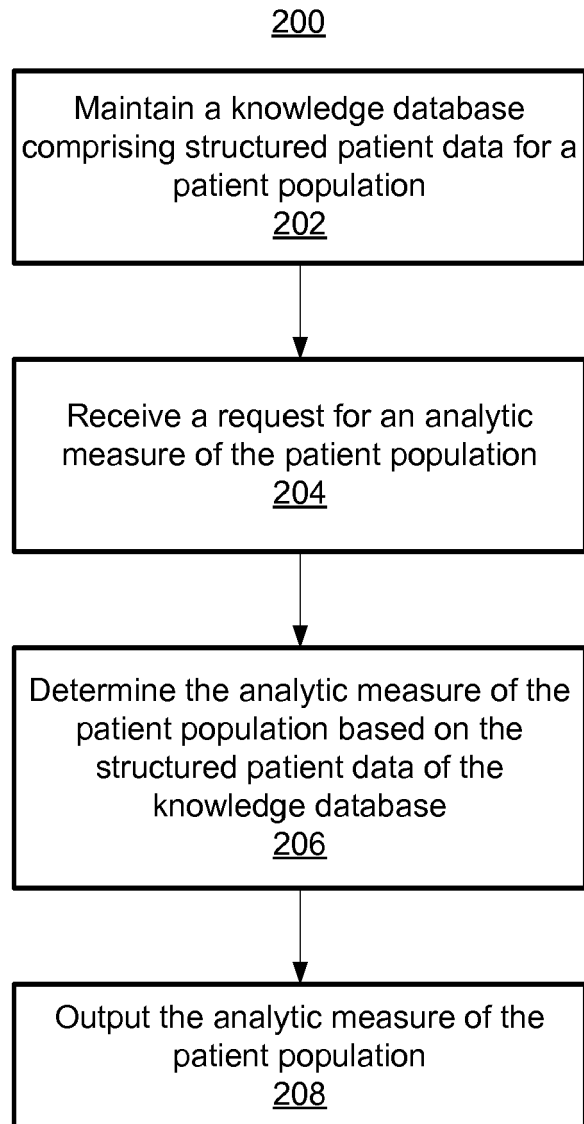 200
Maintain a knowledge database
comprising structured patient data for a
patient population
202
Receive a request for an analytic
measure of the patient population
204
Determine the analytic measure of the
patient population based on the
structured patient data of the
knowledge database
206
Output the analytic measure of the
patient population
208